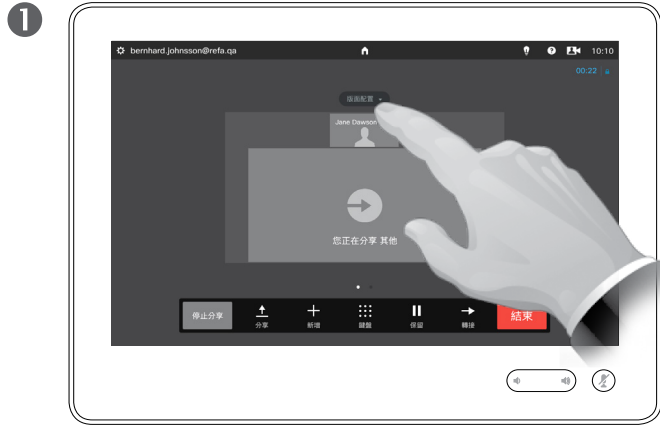 1
bernhard.johnsson@refa.qa
10:10
00:22
版面配置
Jane Dawson
您正在分享 其他
停止分享
分享
新增
鍵盤
保留
轉接
結束